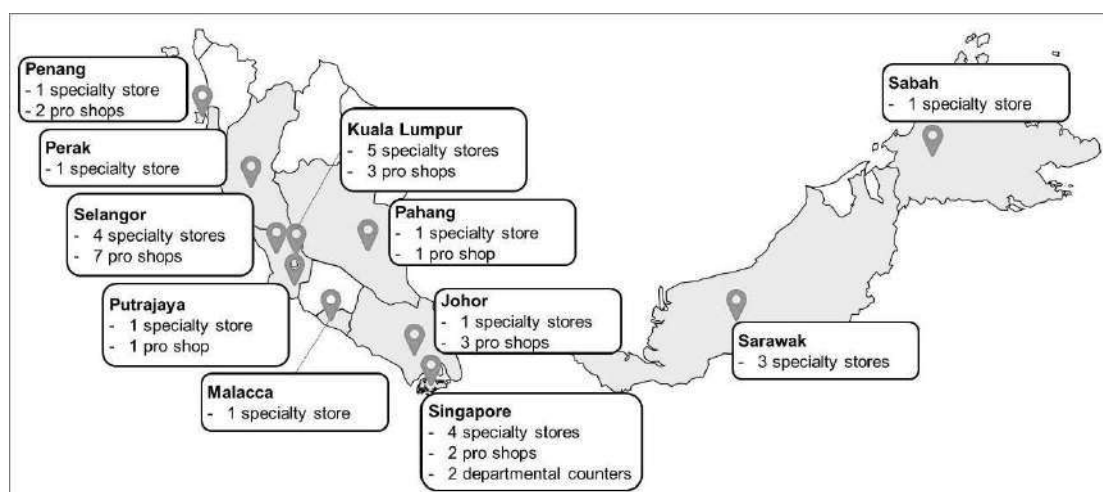 Penang
- 1 specialty store
- 2 pro shops
Perak
- 1 specialty store
Selangor
- 4 specialty stores
- 7 pro shops
Putrajaya
- 1 specialty store
- 1 pro shop
Malacca
- 1 specialty store
Kuala Lumpur
- 5 specialty stores
- 3 pro shops
Pahang
- 1 specialty store
- 1 pro shop
Johor
- 1 specialty stores
- 3 pro shops
Singapore
- 4 specialty stores
- 2 pro shops
- 2 departmental counters
Sabah
- 1 specialty store
Sarawak
- 3 specialty stores